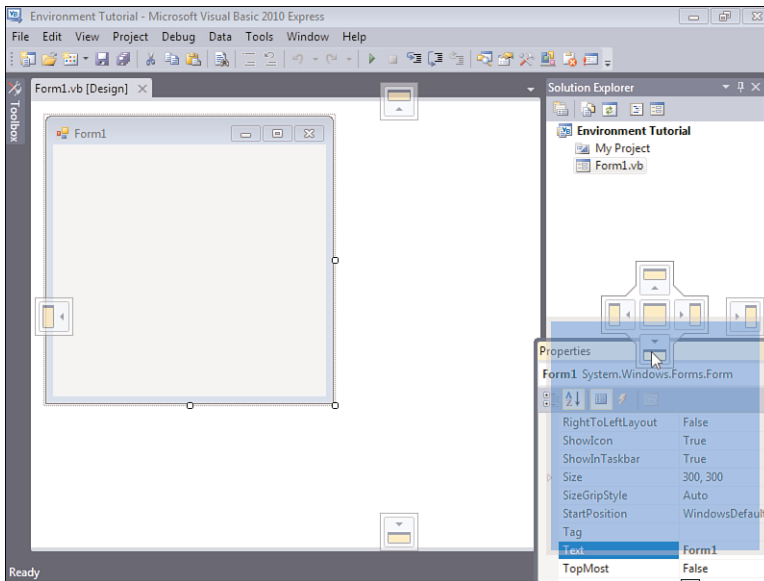 Environment Tutorial - Microsoft Visual Basic 2010 Express
File Edit View Project Debug Data Tools Window Help
Toolbox
Form1.vb [Design]
Form1
Solution Explorer
Environment Tutorial
My Project
Form1.vb
Properties
Form1 System.Windows.Forms.Form
RightToLeftLayout False
ShowIcon True
ShowInTaskbar True
Size 300, 300
SizeGripStyle Auto
StartPosition WindowsDefault
Tag
Text Form1
TopMost False
Ready